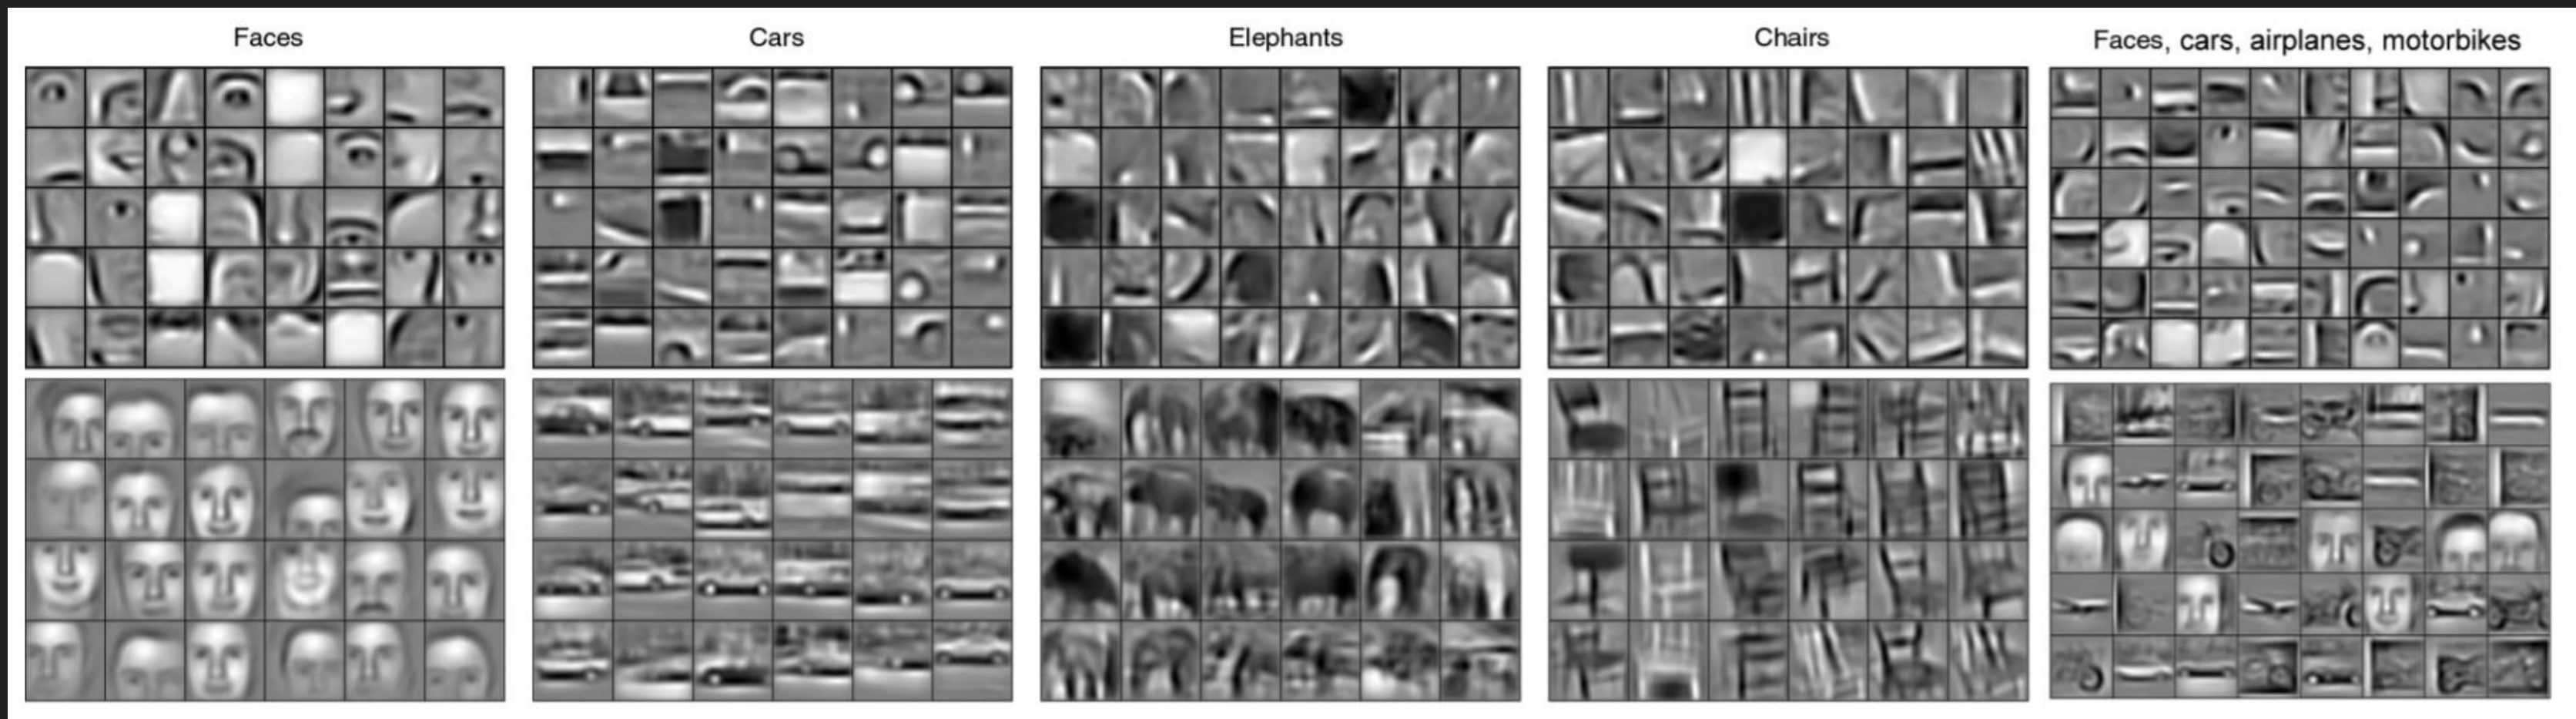 Faces
Cars
Elephants
Chairs
Faces, cars, airplanes, motorbikes